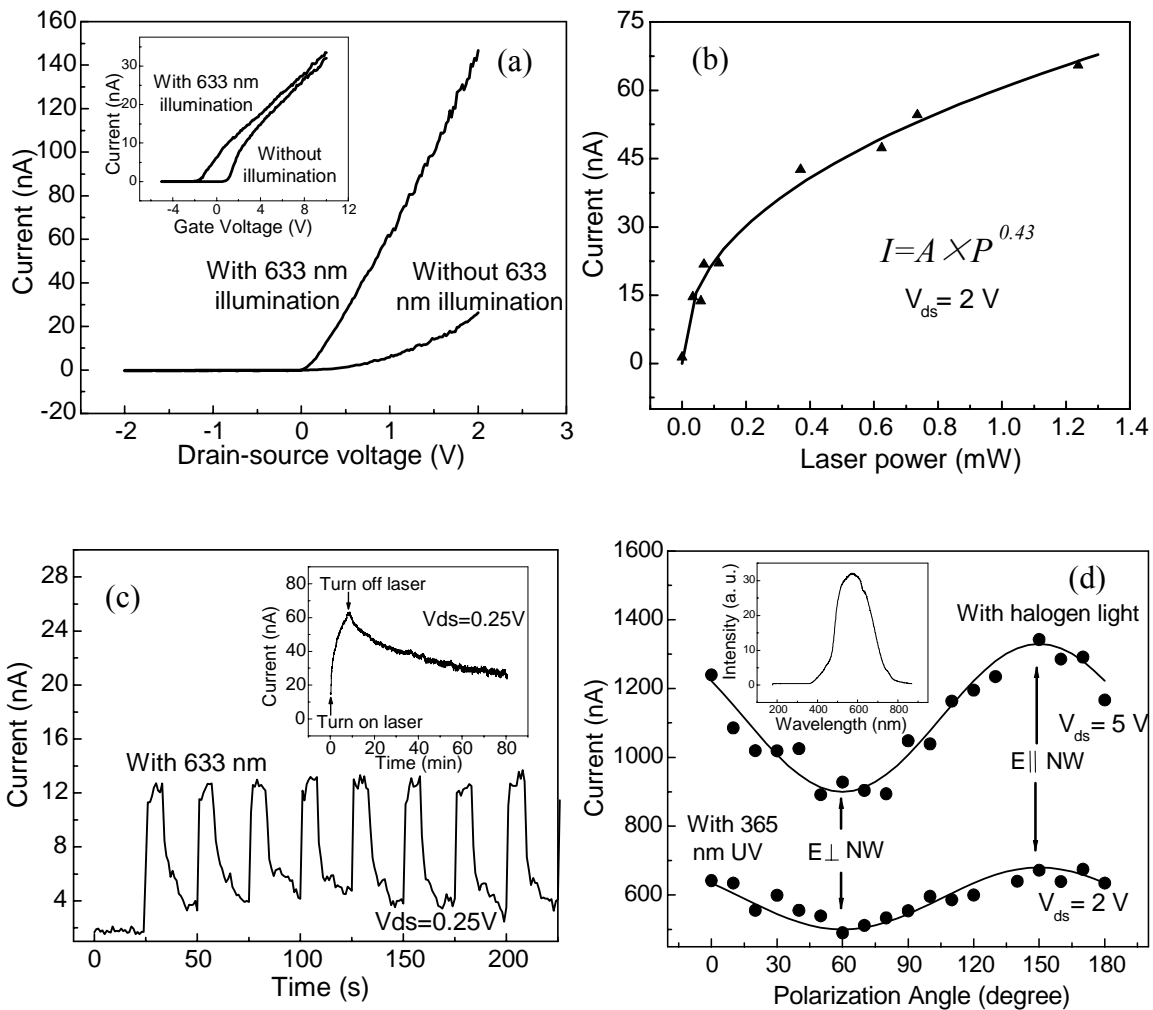 160
140
120
100
80
60
40
20
0
-20
-2
-1
0
1
2
3
Current (nA)
Drain-source voltage (V)
(a)
With 633 nm
illumination
Without 633
nm illumination
30
20
10
0
-4
0
4
8
12
Current (nA)
Gate Voltage (V)
With 633 nm
illumination
Without
illumination
75
60
45
30
15
0
0.0
0.2
0.4
0.6
0.8
1.0
1.2
1.4
Current (nA)
Laser power (mW)
(b)
I=A×P^0.43
Vds= 2 V
28
24
20
16
12
8
4
0
0
50
100
150
200
Current (nA)
Time (s)
(c)
With 633 nm
Vds=0.25V
80
60
40
20
0
0
20
40
60
80
Current (nA)
Time (min)
Turn off laser
Vds=0.25V
Turn on laser
1600
1400
1200
1000
800
600
0
30
60
90
120
150
180
Current (nA)
Polarization Angle (degree)
(d)
With halogen light
Vds= 5 V
E|| NW
With 365
nm UV
E⊥ NW
Vds= 2 V
30
20
10
0
200
400
600
800
Intensity (a. u.)
Wavelength (nm)